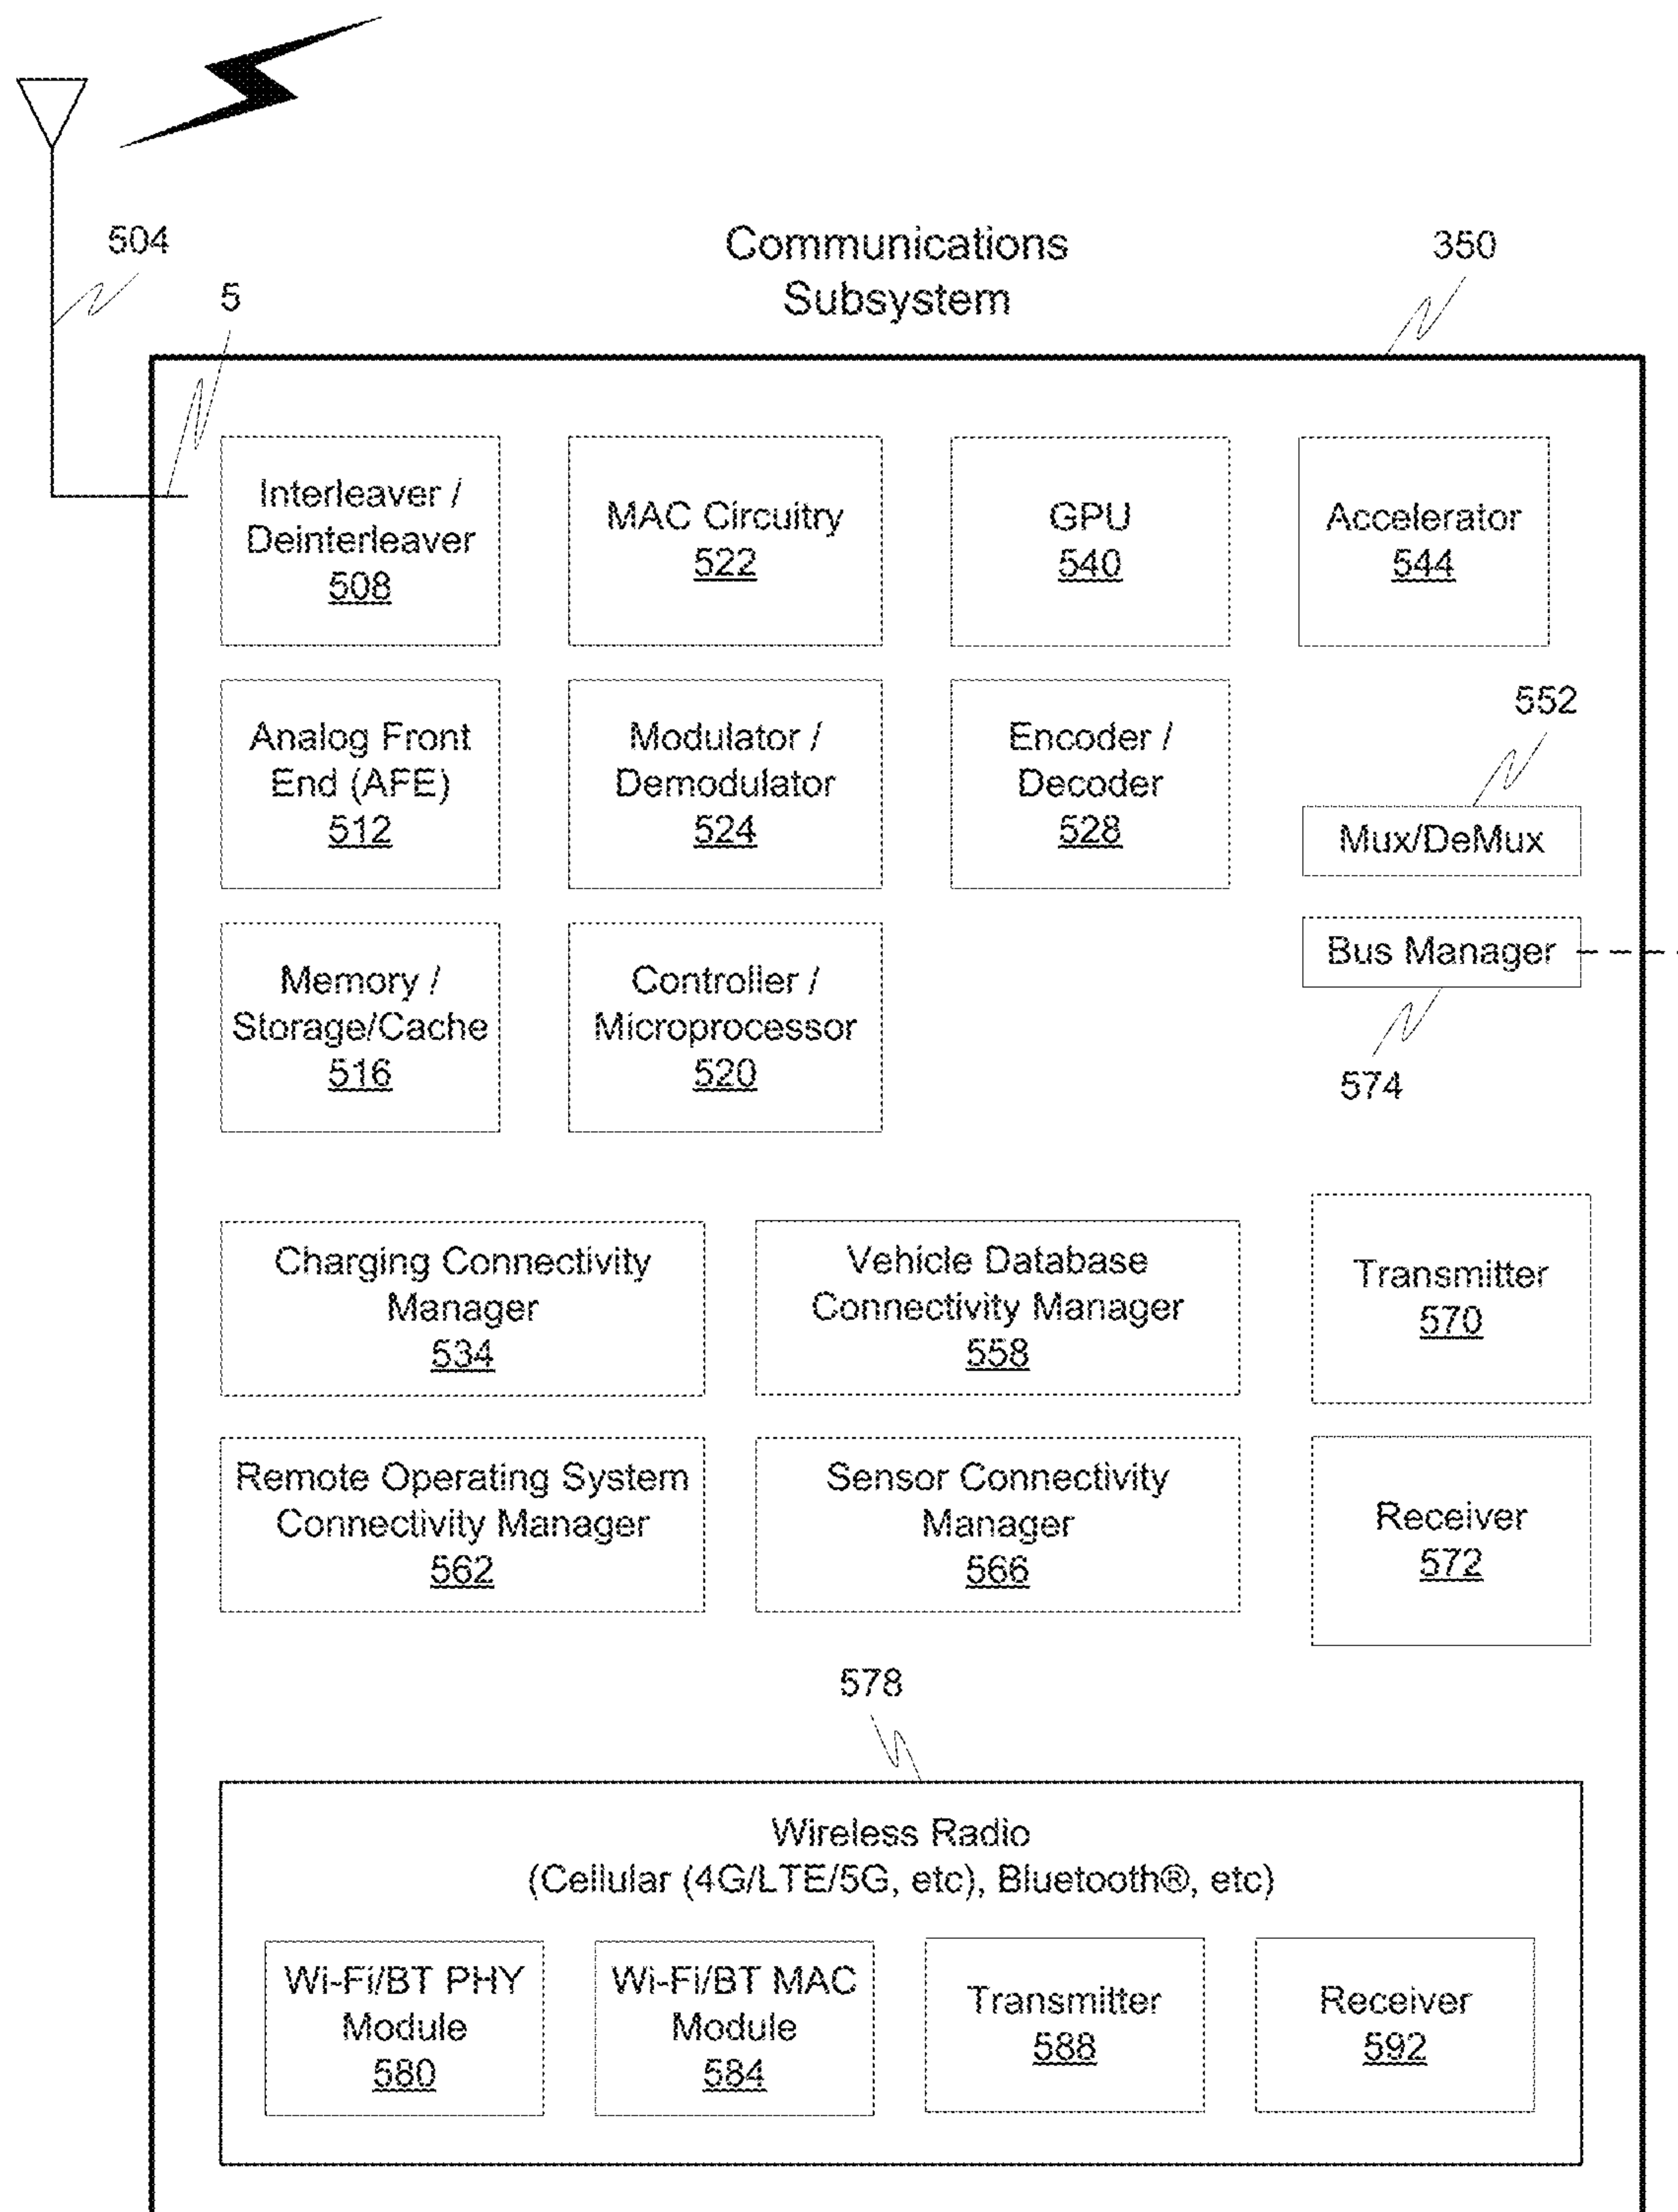 504
5
Communications
Subsystem
350
Interleaver /
Deinterleaver
508
MAC Circuitry
522
GPU
540
Accelerator
544
Analog Front
End (AFE)
512
Modulator /
Demodulator
524
Encoder /
Decoder
528
552
Mux/DeMux
Bus Manager
574
Memory /
Storage/Cache
516
Controller /
Microprocessor
520
Charging Connectivity
Manager
534
Vehicle Database
Connectivity Manager
558
Transmitter
570
Remote Operating System
Connectivity Manager
562
Sensor Connectivity
Manager
566
Receiver
572
578
Wireless Radio
(Cellular (4G/LTE/5G, etc), Bluetooth®, etc)
Wi-Fi/BT PHY
Module
580
Wi-Fi/BT MAC
Module
584
Transmitter
588
Receiver
592